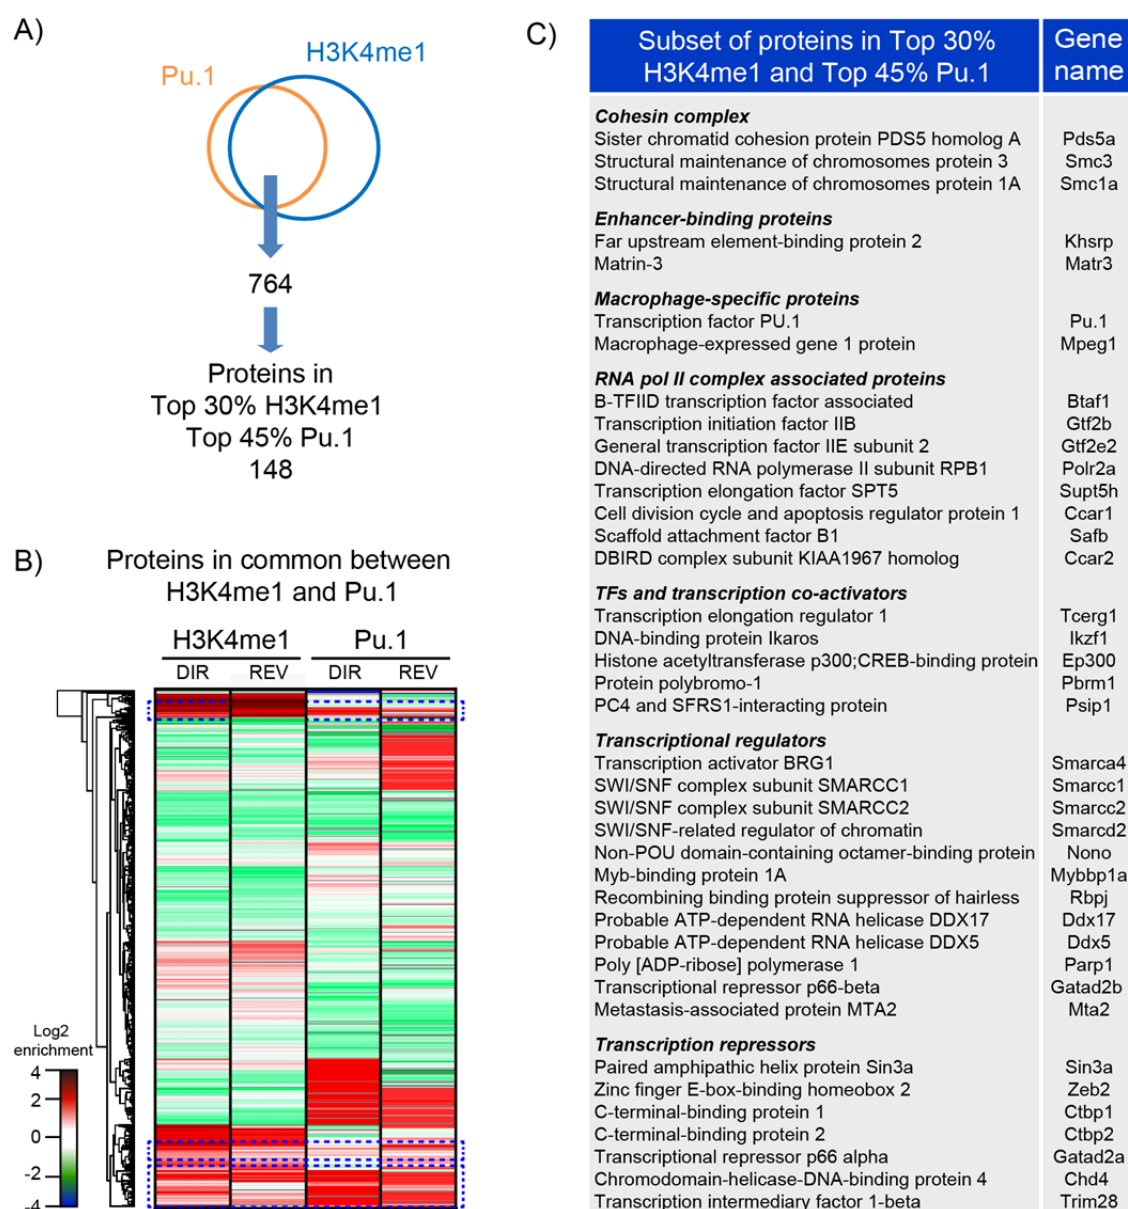 A)
H3K4me1
Pu.1
764
Proteins in
Top 30% H3K4me1
Top 45% Pu.1
148
B)
Proteins in common between
H3K4me1 and Pu.1
H3K4me1 Pu.1
DIR REV DIR REV
Log2
enrichment
4
2
0
-2
-4
C)
Subset of proteins in Top 30%
H3K4me1 and Top 45% Pu.1
Gene
name
Cohesin complex
Sister chromatid cohesion protein PDS5 homolog A Pds5a
Structural maintenance of chromosomes protein 3 Smc3
Structural maintenance of chromosomes protein 1A Smc1a
Enhancer-binding proteins
Far upstream element-binding protein 2 Khsrp
Matrin-3 Matr3
Macrophage-specific proteins
Transcription factor PU.1 Pu.1
Macrophage-expressed gene 1 protein Mpeg1
RNA pol II complex associated proteins
B-TFIID transcription factor associated Btaf1
Transcription initiation factor IIB Gtf2b
General transcription factor IIE subunit 2 Gtf2e2
DNA-directed RNA polymerase II subunit RPB1 Polr2a
Transcription elongation factor SPT5 Supt5h
Cell division cycle and apoptosis regulator protein 1 Ccar1
Scaffold attachment factor B1 Safb
DBIRD complex subunit KIAA1967 homolog Ccar2
TFs and transcription co-activators
Transcription elongation regulator 1 Tcerg1
DNA-binding protein Ikaros Ikzf1
Histone acetyltransferase p300;CREB-binding protein Ep300
Protein polybromo-1 Pbrm1
PC4 and SFRS1-interacting protein Psip1
Transcriptional regulators
Transcription activator BRG1 Smarca4
SWI/SNF complex subunit SMARCC1 Smarcc1
SWI/SNF complex subunit SMARCC2 Smarcc2
SWI/SNF-related regulator of chromatin Smarcd2
Non-POU domain-containing octamer-binding protein Nono
Myb-binding protein 1A Mybbp1a
Recombining binding protein suppressor of hairless Rbpj
Probable ATP-dependent RNA helicase DDX17 Ddx17
Probable ATP-dependent RNA helicase DDX5 Ddx5
Poly [ADP-ribose] polymerase 1 Parp1
Transcriptional repressor p66-beta Gatad2b
Metastasis-associated protein MTA2 Mta2
Transcription repressors
Paired amphipathic helix protein Sin3a Sin3a
Zinc finger E-box-binding homeobox 2 Zeb2
C-terminal-binding protein 1 Ctbp1
C-terminal-binding protein 2 Ctbp2
Transcriptional repressor p66 alpha Gatad2a
Chromodomain-helicase-DNA-binding protein 4 Chd4
Transcription intermediary factor 1-beta Trim28